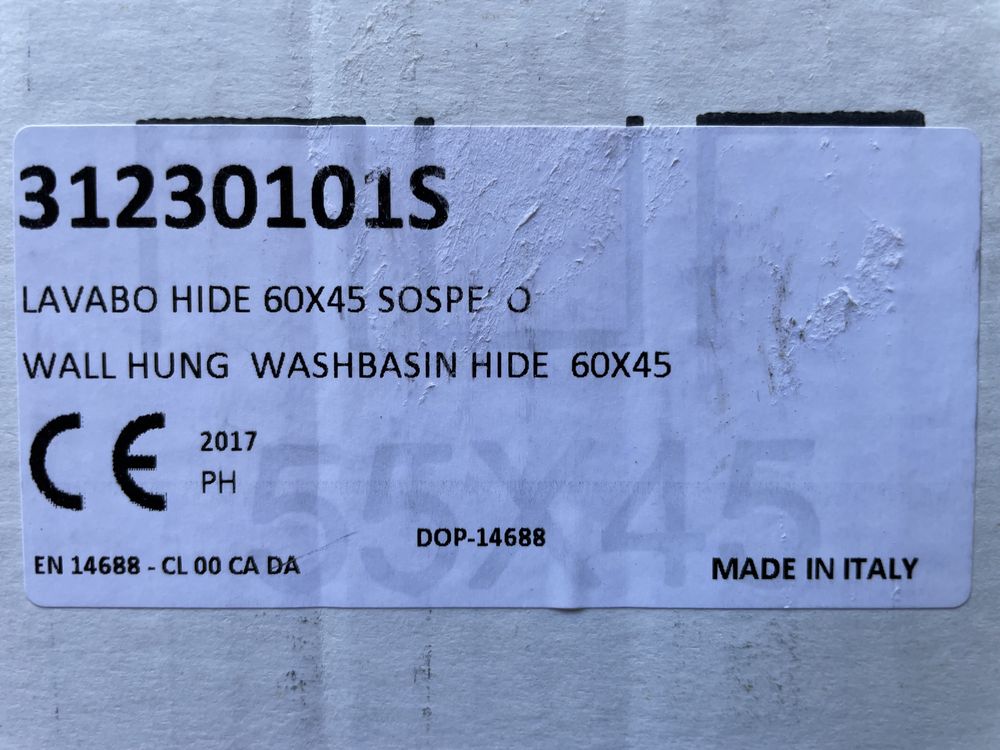 31230101S
LAVABO HIDE 60X45
WALL HUNG WASHBASIN HIDE 60X45
CE 2017
PH
55X45
DOP-14688
EN 14688 - CL 00 CA DA
MADE IN ITALY